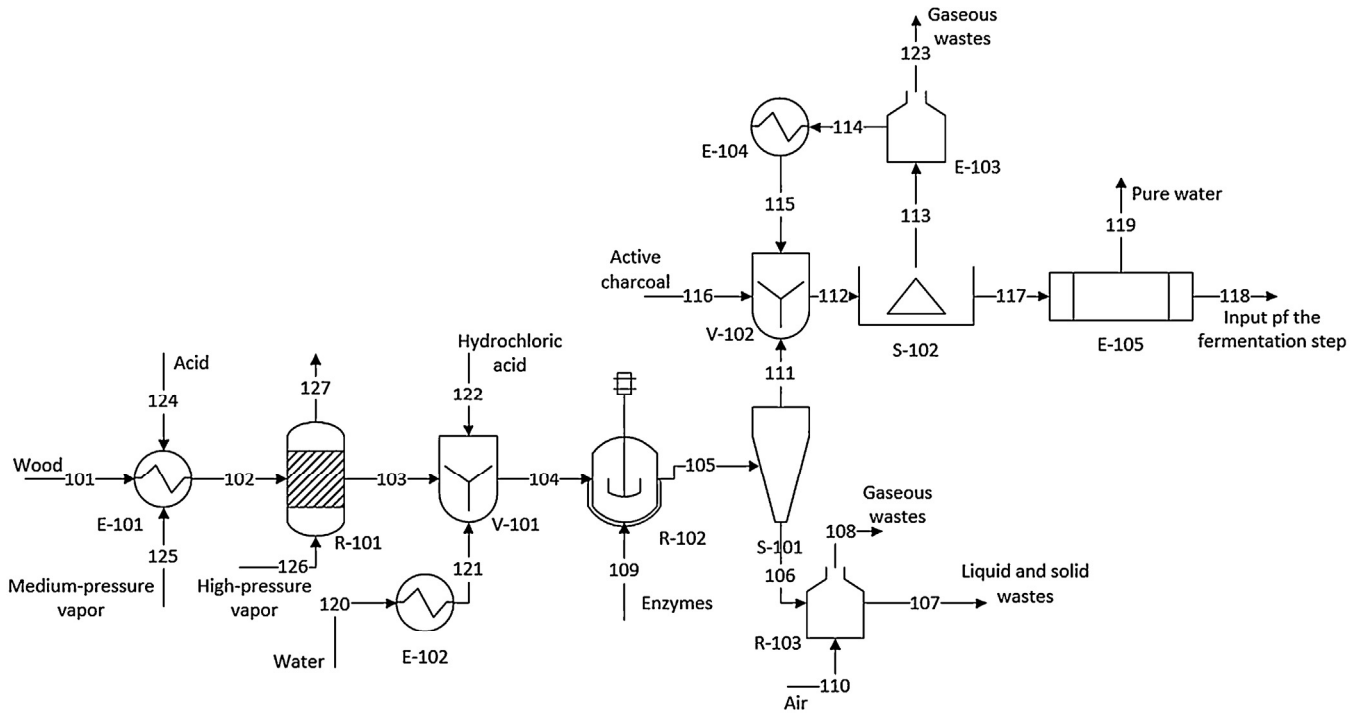 Gaseous
wastes
123
114
E-104
E-103
115
113
Pure water
119
Active
charcoal
116
112
117
118
V-102
S-102
E-105
Input pf the
fermentation step
Hydrochloric
acid
111
Acid
127
122
124
Wood
101
102
103
104
105
E-101
R-101
V-101
R-102
S-101
Gaseous
wastes
125
126
121
109
106
108
Medium-pressure
vapor
High-pressure
vapor
120
Enzymes
Liquid and solid
wastes
107
Water
E-102
R-103
110
Air